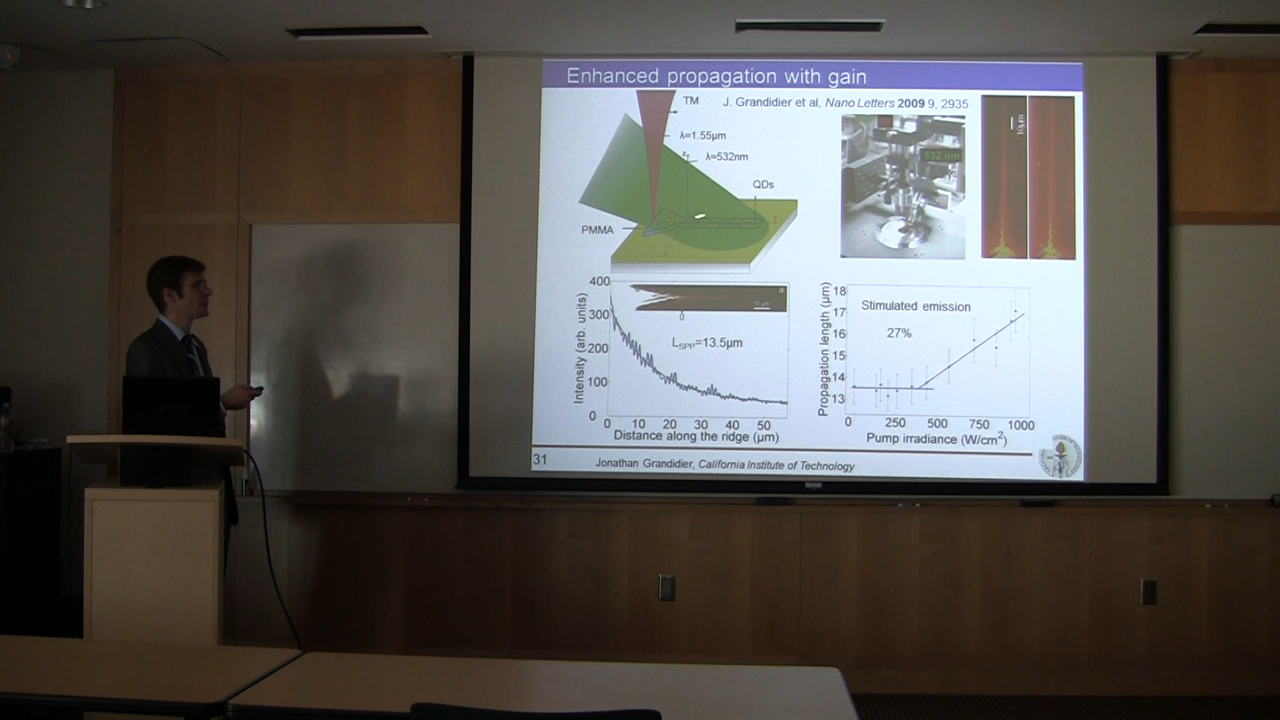 Enhanced propagation with gain
J. Grandidier et al, Nano Letters 2009 9, 2935
TM
λ=1.55µm
λ=532nm
QDs
PMMA
532 nm
10µm
400
300
200
100
0
Intensity (arb. units)
L_SPP=13.5µm
0 10 20 30 40 50
Distance along the ridge (µm)
18
17
16
15
14
13
Propagation length (µm)
Stimulated emission
27%
0 250 500 750 1000
Pump irradiance (W/cm²)
31
Jonathan Grandidier, California Institute of Technology